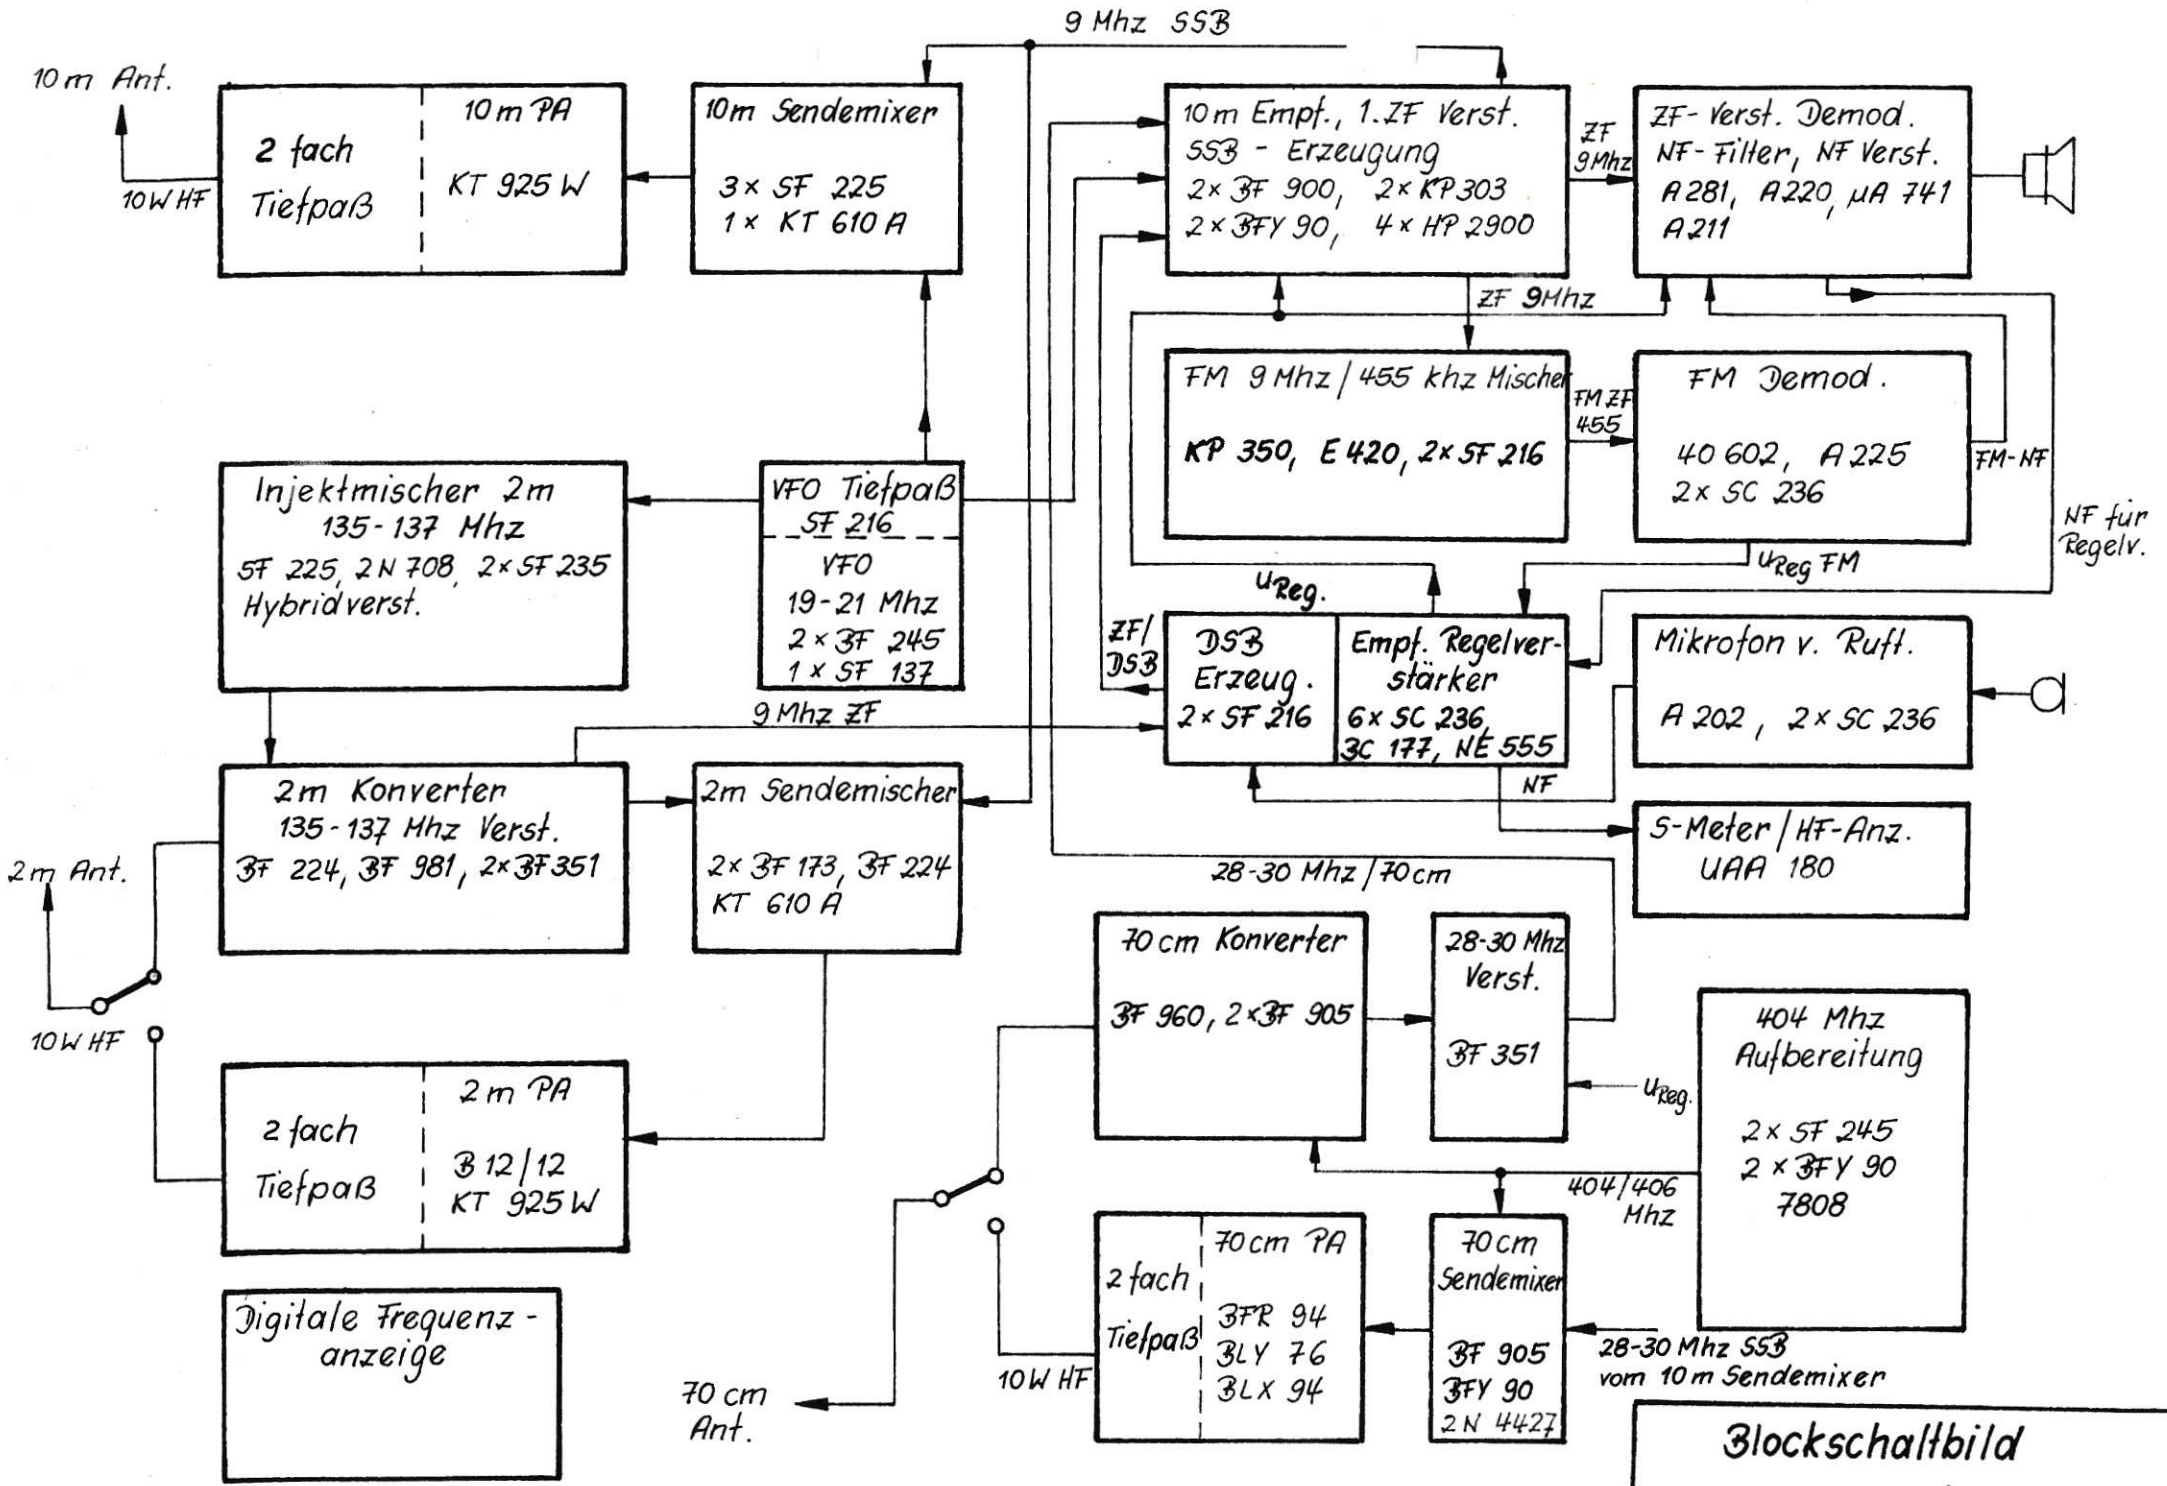 9 Mhz SSB
10 m Ant.
10W HF
2 fach
Tiefpaß
10 m PA
KT 925 W
10 m Sendemixer
3 x SF 225
1 x KT 610 A
10 m Empf., 1. ZF Verst.
SSB - Erzeugung
2 x BF 900, 2 x KP 303
2 x BFY 90, 4 x HP 2900
ZF
9 Mhz
ZF - Verst. Demod.
NF - Filter, NF Verst.
A 281, A 220, µA 741
A 211
ZF 9 Mhz
FM 9 Mhz / 455 khz Mischer
KP 350, E 420, 2 x SF 216
FM ZF
455
FM Demod.
40 602, A 225
2 x SC 236
FM-NF
NF für
Regelv.
Injektmischer 2m
135 - 137 Mhz
SF 225, 2 N 708, 2 x SF 235
Hybridverst.
VFO Tiefpaß
SF 216
VFO
19 - 21 Mhz
2 x BF 245
1 x SF 137
UReg.
UReg FM
ZF/
DSB
DSB
Erzeug.
2 x SF 216
Empf. Regelver-
stärker
6 x SC 236,
BC 177, NE 555
Mikrofon v. Ruft.
A 202, 2 x SC 236
9 Mhz ZF
NF
2m Konverter
135 - 137 Mhz Verst.
BF 224, BF 981, 2 x BF 351
2m Sendemischer
2 x BF 173, BF 224
KT 610 A
S-Meter / HF-Anz.
UAA 180
28-30 Mhz / 70 cm
2 m Ant.
10 W HF
2 fach
Tiefpaß
2 m PA
B 12/12
KT 925 W
70 cm Konverter
BF 960, 2 x BF 905
28-30 Mhz
Verst.
BF 351
UReg.
404 Mhz
Aufbereitung
2 x SF 245
2 x BFY 90
7808
404/406
Mhz
2 fach
Tiefpaß
70 cm PA
BFR 94
BLY 76
BLX 94
70 cm
Sendemixer
BF 905
BFY 90
2 N 4427
10 W HF
28-30 Mhz SSB
vom 10 m Sendemixer
70 cm
Ant.
Digitale Frequenz -
anzeige
Blockschaltbild